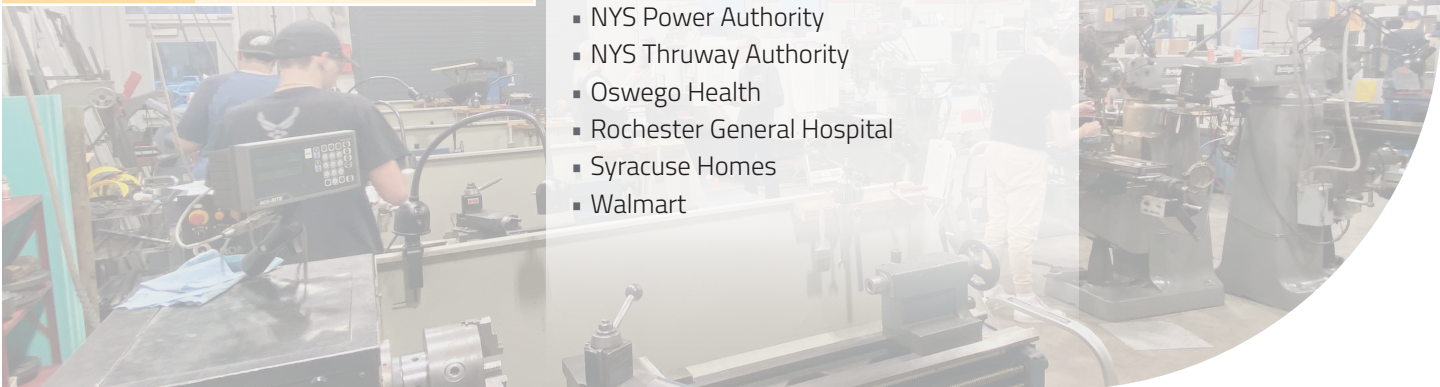 ▪ NYS Power Authority
▪ NYS Thruway Authority
▪ Oswego Health
▪ Rochester General Hospital
▪ Syracuse Homes
▪ Walmart